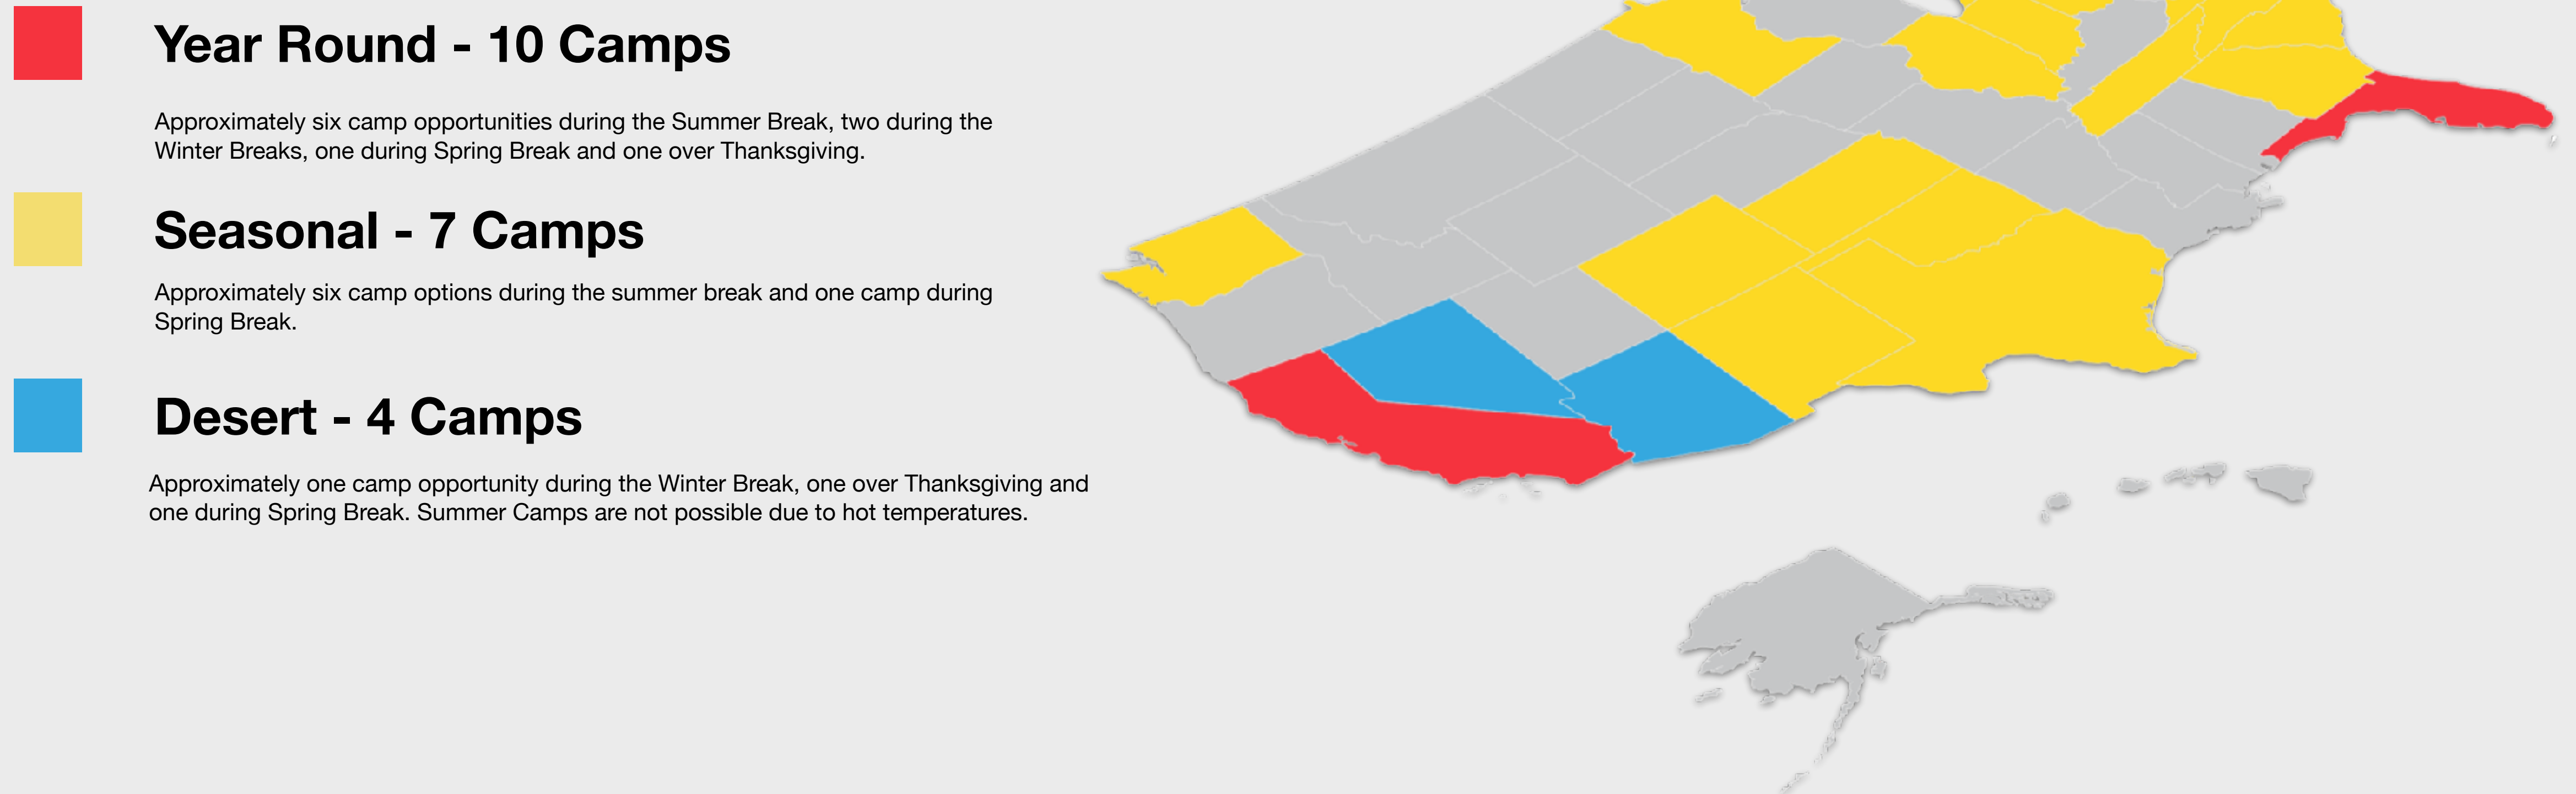 Year Round - 10 Camps
Approximately six camp opportunities during the Summer Break, two during the
Winter Breaks, one during Spring Break and one over Thanksgiving.
Seasonal - 7 Camps
Approximately six camp options during the summer break and one camp during
Spring Break.
Desert - 4 Camps
Approximately one camp opportunity during the Winter Break, one over Thanksgiving and
one during Spring Break. Summer Camps are not possible due to hot temperatures.